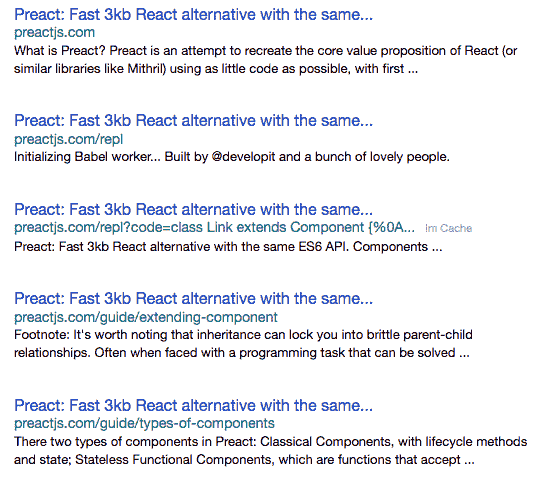 Preact: Fast 3kb React alternative with the same...
preactjs.com
What is Preact? Preact is an attempt to recreate the core value proposition of React (or
similar libraries like Mithril) using as little code as possible, with first ...
Preact: Fast 3kb React alternative with the same...
preactjs.com/repl
Initializing Babel worker... Built by @developit and a bunch of lovely people.
Preact: Fast 3kb React alternative with the same...
preactjs.com/repl?code=class Link extends Component {%0A... Im Cache
Preact: Fast 3kb React alternative with the same ES6 API. Components ...
Preact: Fast 3kb React alternative with the same...
preactjs.com/guide/extending-component
Footnote: It's worth noting that inheritance can lock you into brittle parent-child
relationships. Often when faced with a programming task that can be solved ...
Preact: Fast 3kb React alternative with the same...
preactjs.com/guide/types-of-components
There two types of components in Preact: Classical Components, with lifecycle methods
and state; Stateless Functional Components, which are functions that accept ...